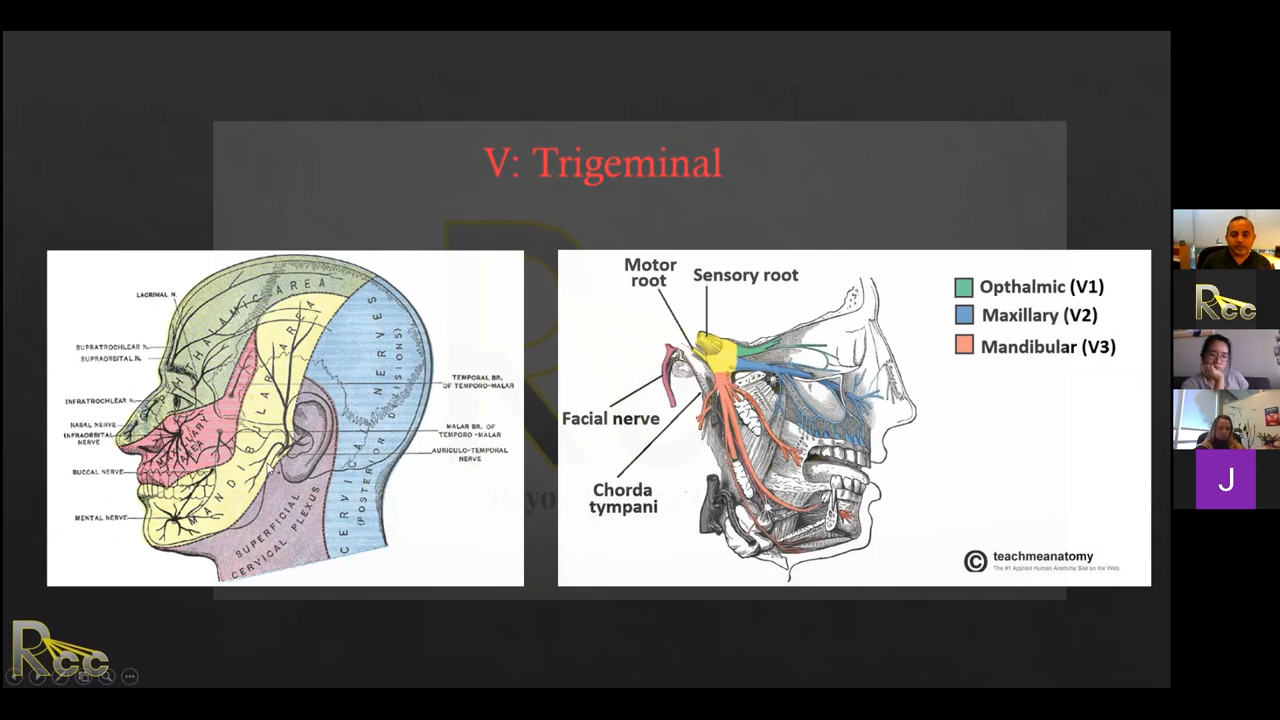 V: Trigeminal
LACRIMAL N.
SUPRATROCHLEAR N.
SUPRAORBITAL N.
INFRATROCHLEAR N.
NASAL NERVE
INFRAORBITAL
NERVE
BUCCAL NERVE
MENTAL NERVE
OPHTHALMIC AREA
MAXILLARY AREA
MANDIBULAR AREA
SUPERFICIAL
CERVICAL PLEXUS
CERVICAL NERVES
(POSTERIOR DIVISIONS)
TEMPORAL BR.
OF TEMPORO-MALAR
MALAR BR. OF
TEMPORO-MALAR
AURICULO-TEMPORAL
NERVE
Motor
root
Sensory root
Facial nerve
Chorda
tympani
Opthalmic (V1)
Maxillary (V2)
Mandibular (V3)
© teachmeanatomy
The #1 Applied Human Anatomy Site on the Web.
Rcc
Rcc
J